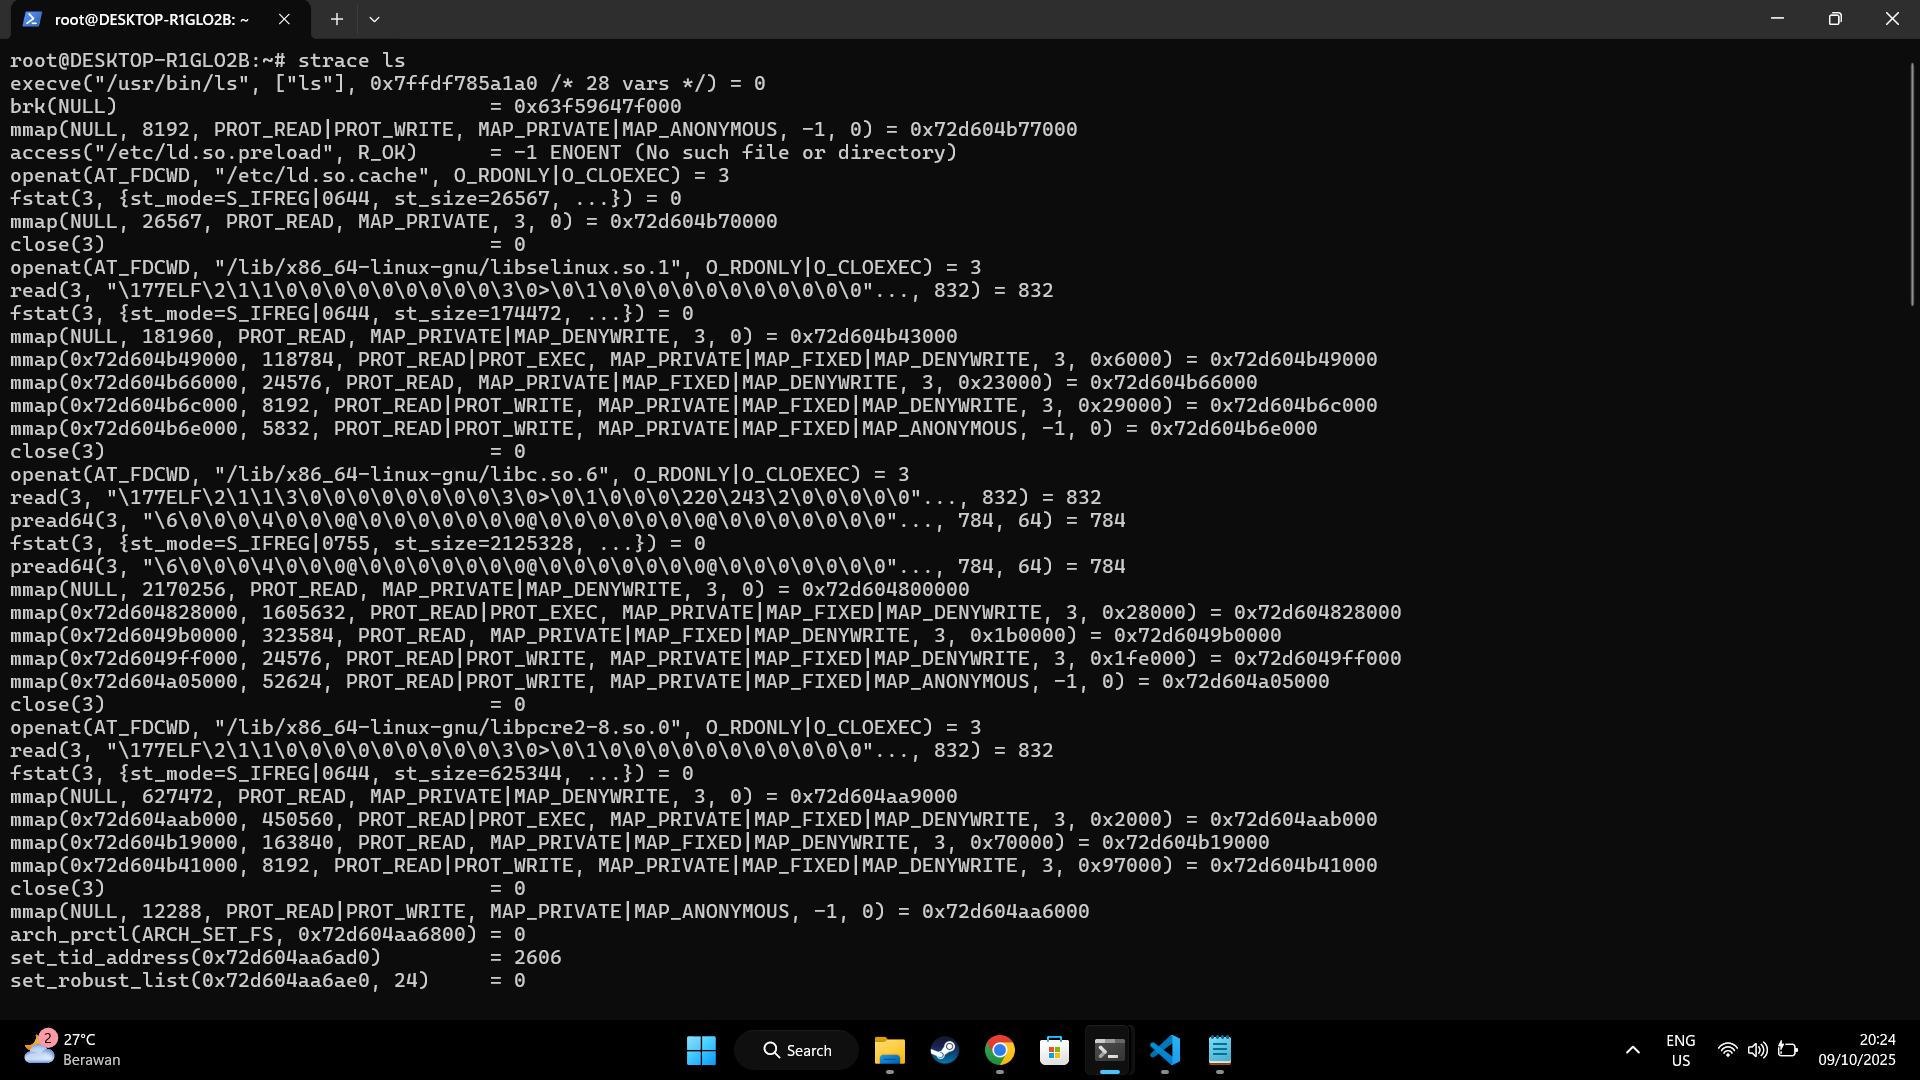 root@DESKTOP-R1GLO2B: ~
root@DESKTOP-R1GLO2B:~# strace ls
execve("/usr/bin/ls", ["ls"], 0x7ffdf785a1a0 /* 28 vars */) = 0
brk(NULL)                               = 0x63f59647f000
mmap(NULL, 8192, PROT_READ|PROT_WRITE, MAP_PRIVATE|MAP_ANONYMOUS, -1, 0) = 0x72d604b77000
access("/etc/ld.so.preload", R_OK)      = -1 ENOENT (No such file or directory)
openat(AT_FDCWD, "/etc/ld.so.cache", O_RDONLY|O_CLOEXEC) = 3
fstat(3, {st_mode=S_IFREG|0644, st_size=26567, ...}) = 0
mmap(NULL, 26567, PROT_READ, MAP_PRIVATE, 3, 0) = 0x72d604b70000
close(3)                                = 0
openat(AT_FDCWD, "/lib/x86_64-linux-gnu/libselinux.so.1", O_RDONLY|O_CLOEXEC) = 3
read(3, "\177ELF\2\1\1\0\0\0\0\0\0\0\0\0\3\0>\0\1\0\0\0\0\0\0\0\0\0\0\0"..., 832) = 832
fstat(3, {st_mode=S_IFREG|0644, st_size=174472, ...}) = 0
mmap(NULL, 181960, PROT_READ, MAP_PRIVATE|MAP_DENYWRITE, 3, 0) = 0x72d604b43000
mmap(0x72d604b49000, 118784, PROT_READ|PROT_EXEC, MAP_PRIVATE|MAP_FIXED|MAP_DENYWRITE, 3, 0x6000) = 0x72d604b49000
mmap(0x72d604b66000, 24576, PROT_READ, MAP_PRIVATE|MAP_FIXED|MAP_DENYWRITE, 3, 0x23000) = 0x72d604b66000
mmap(0x72d604b6c000, 8192, PROT_READ|PROT_WRITE, MAP_PRIVATE|MAP_FIXED|MAP_DENYWRITE, 3, 0x29000) = 0x72d604b6c000
mmap(0x72d604b6e000, 5832, PROT_READ|PROT_WRITE, MAP_PRIVATE|MAP_FIXED|MAP_ANONYMOUS, -1, 0) = 0x72d604b6e000
close(3)                                = 0
openat(AT_FDCWD, "/lib/x86_64-linux-gnu/libc.so.6", O_RDONLY|O_CLOEXEC) = 3
read(3, "\177ELF\2\1\1\3\0\0\0\0\0\0\0\0\3\0>\0\1\0\0\0\220\243\2\0\0\0\0\0"..., 832) = 832
pread64(3, "\6\0\0\0\4\0\0\0@\0\0\0\0\0\0\0@\0\0\0\0\0\0\0@\0\0\0\0\0\0\0"..., 784, 64) = 784
fstat(3, {st_mode=S_IFREG|0755, st_size=2125328, ...}) = 0
pread64(3, "\6\0\0\0\4\0\0\0@\0\0\0\0\0\0\0@\0\0\0\0\0\0\0@\0\0\0\0\0\0\0"..., 784, 64) = 784
mmap(NULL, 2170256, PROT_READ, MAP_PRIVATE|MAP_DENYWRITE, 3, 0) = 0x72d604800000
mmap(0x72d604828000, 1605632, PROT_READ|PROT_EXEC, MAP_PRIVATE|MAP_FIXED|MAP_DENYWRITE, 3, 0x28000) = 0x72d604828000
mmap(0x72d6049b0000, 323584, PROT_READ, MAP_PRIVATE|MAP_FIXED|MAP_DENYWRITE, 3, 0x1b0000) = 0x72d6049b0000
mmap(0x72d6049ff000, 24576, PROT_READ|PROT_WRITE, MAP_PRIVATE|MAP_FIXED|MAP_DENYWRITE, 3, 0x1fe000) = 0x72d6049ff000
mmap(0x72d604a05000, 52624, PROT_READ|PROT_WRITE, MAP_PRIVATE|MAP_FIXED|MAP_ANONYMOUS, -1, 0) = 0x72d604a05000
close(3)                                = 0
openat(AT_FDCWD, "/lib/x86_64-linux-gnu/libpcre2-8.so.0", O_RDONLY|O_CLOEXEC) = 3
read(3, "\177ELF\2\1\1\0\0\0\0\0\0\0\0\0\3\0>\0\1\0\0\0\0\0\0\0\0\0\0\0"..., 832) = 832
fstat(3, {st_mode=S_IFREG|0644, st_size=625344, ...}) = 0
mmap(NULL, 627472, PROT_READ, MAP_PRIVATE|MAP_DENYWRITE, 3, 0) = 0x72d604aa9000
mmap(0x72d604aab000, 450560, PROT_READ|PROT_EXEC, MAP_PRIVATE|MAP_FIXED|MAP_DENYWRITE, 3, 0x2000) = 0x72d604aab000
mmap(0x72d604b19000, 163840, PROT_READ, MAP_PRIVATE|MAP_FIXED|MAP_DENYWRITE, 3, 0x70000) = 0x72d604b19000
mmap(0x72d604b41000, 8192, PROT_READ|PROT_WRITE, MAP_PRIVATE|MAP_FIXED|MAP_DENYWRITE, 3, 0x97000) = 0x72d604b41000
close(3)                                = 0
mmap(NULL, 12288, PROT_READ|PROT_WRITE, MAP_PRIVATE|MAP_ANONYMOUS, -1, 0) = 0x72d604aa6000
arch_prctl(ARCH_SET_FS, 0x72d604aa6800) = 0
set_tid_address(0x72d604aa6ad0)         = 2606
set_robust_list(0x72d604aa6ae0, 24)     = 0
2
27°C
Berawan
Search
ENG
US
20:24
09/10/2025